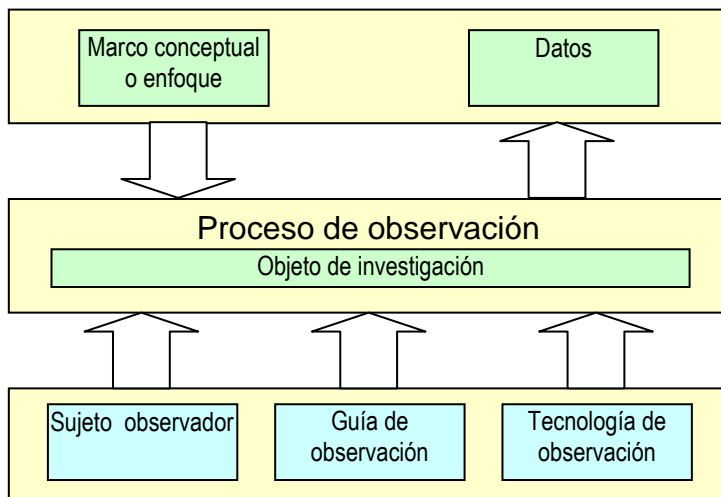 Marco conceptual
o enfoque
Datos
Proceso de observación
Objeto de investigación
Sujeto observador
Guía de
observación
Tecnología de
observación